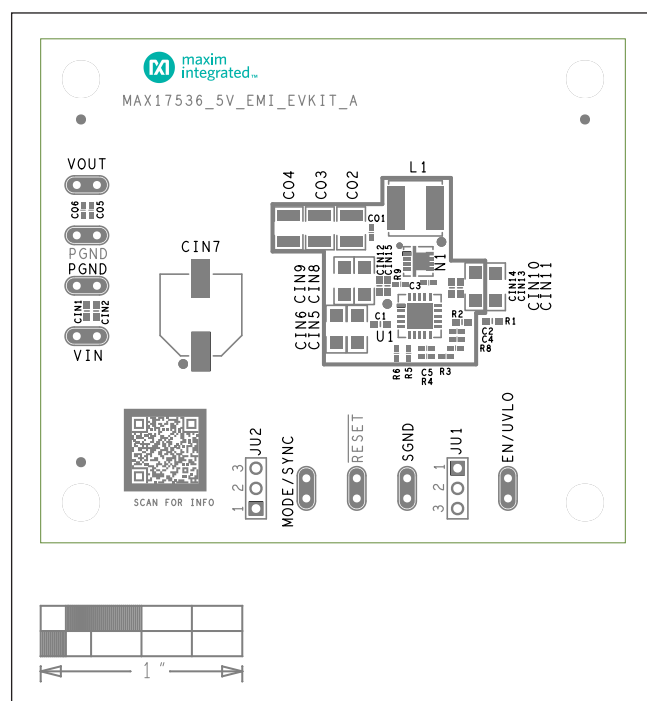 maxim
integrated™
MAX17536_5V_EMI_EVKIT_A
VOUT
CO6
CO5
PGND
PGND
CIN1
CIN2
VIN
CIN7
CO4
CO3
CO2
CO1
L1
CIN12
CIN15
R9
N1
C3
CIN9
CIN8
CIN6
CIN5
C1
U1
CIN14
CIN13
CIN10
CIN11
R2
R1
C2
C4
R8
R6
R5
C5
R4
R3
SCAN FOR INFO
JU2
3
2
1
MODE/SYNC
RESET
SGND
JU1
1
2
3
EN/UVLO
1"